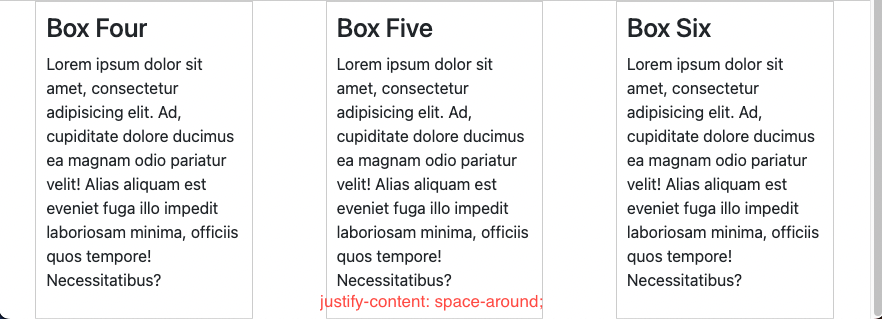 Box Four
Lorem ipsum dolor sit
amet, consectetur
adipisicing elit. Ad,
cupiditate dolore ducimus
ea magnam odio pariatur
velit! Alias aliquam est
eveniet fuga illo impedit
laboriosam minima, officiis
quos tempore!
Necessitatibus?
Box Five
Lorem ipsum dolor sit
amet, consectetur
adipisicing elit. Ad,
cupiditate dolore ducimus
ea magnam odio pariatur
velit! Alias aliquam est
eveniet fuga illo impedit
laboriosam minima, officiis
quos tempore!
Necessitatibus?
Box Six
Lorem ipsum dolor sit
amet, consectetur
adipisicing elit. Ad,
cupiditate dolore ducimus
ea magnam odio pariatur
velit! Alias aliquam est
eveniet fuga illo impedit
laboriosam minima, officiis
quos tempore!
Necessitatibus?
justify-content: space-around;